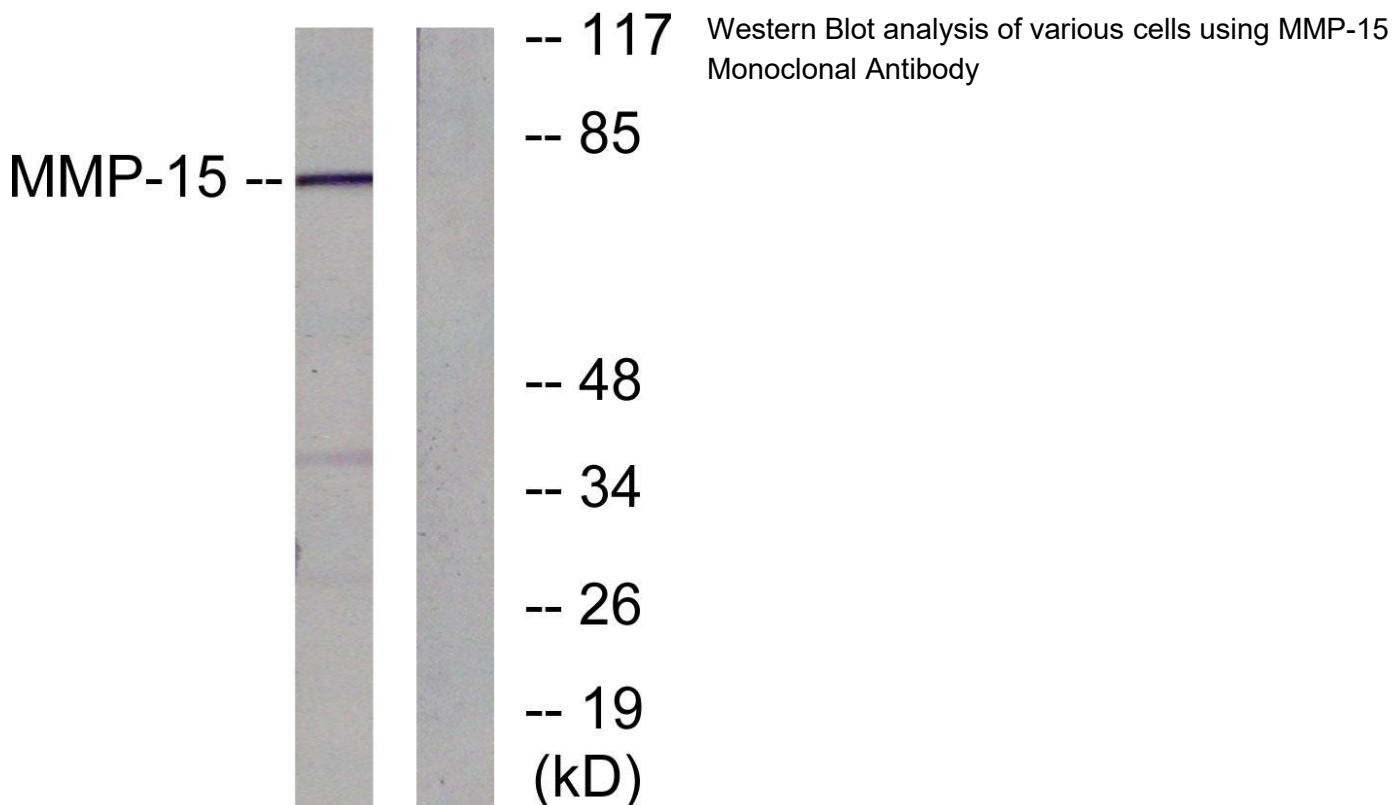 -- 117
Western Blot analysis of various cells using MMP-15
Monoclonal Antibody
-- 85
MMP-15 --
-- 48
-- 34
-- 26
-- 19
(kD)